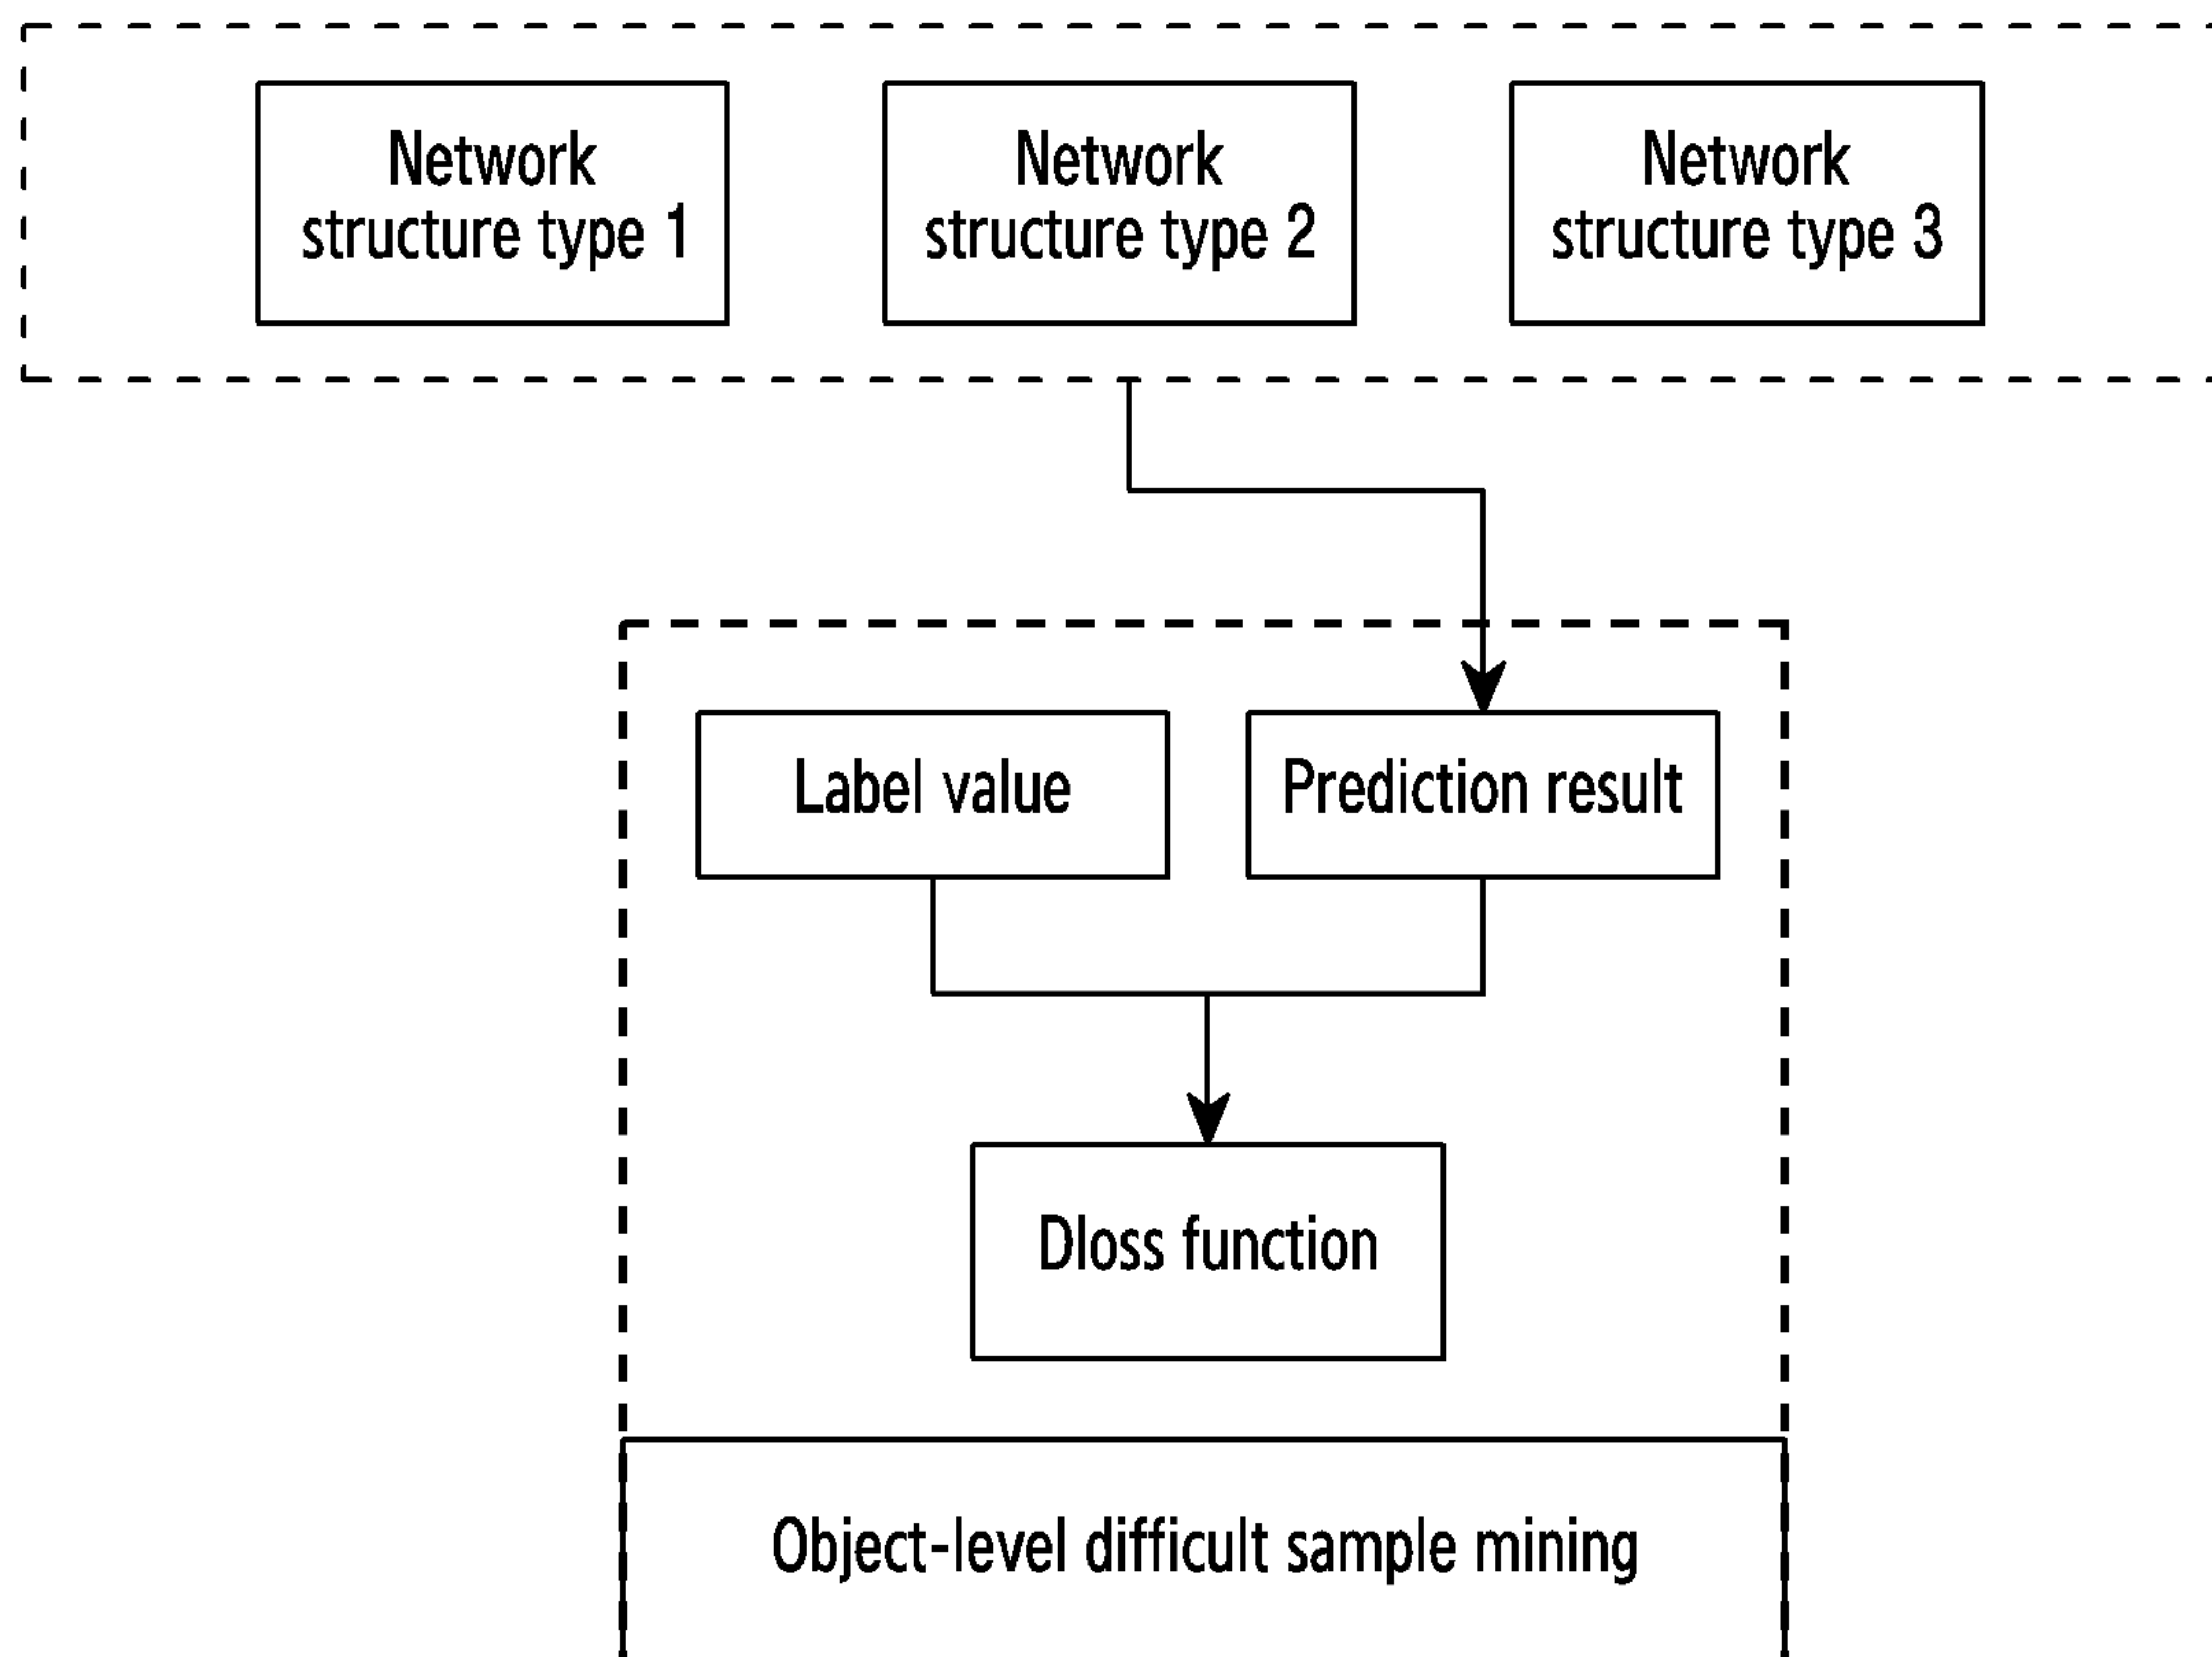 Network
structure type 1
Network
structure type 2
Network
structure type 3
Label value
Prediction result
Dloss function
Object-level difficult sample mining